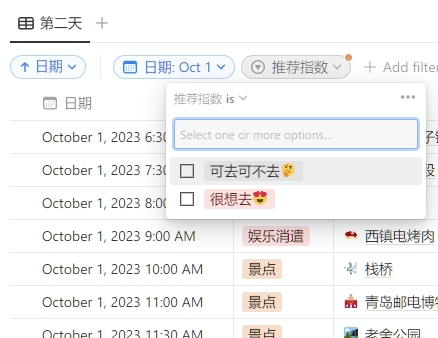 第二天
日期
日期: Oct 1
推荐指数
Add filter
推荐指数 is
Select one or more options...
可去可不去🤔
很想去😍
日期
October 1, 2023 6:30
October 1, 2023 7:30
October 1, 2023 8:00
October 1, 2023 9:00 AM
娱乐消遣
西镇电烤肉
October 1, 2023 10:00 AM
景点
栈桥
October 1, 2023 11:00 AM
景点
青岛邮电博物
October 1, 2023 11:30 AM
景点
老舍公园